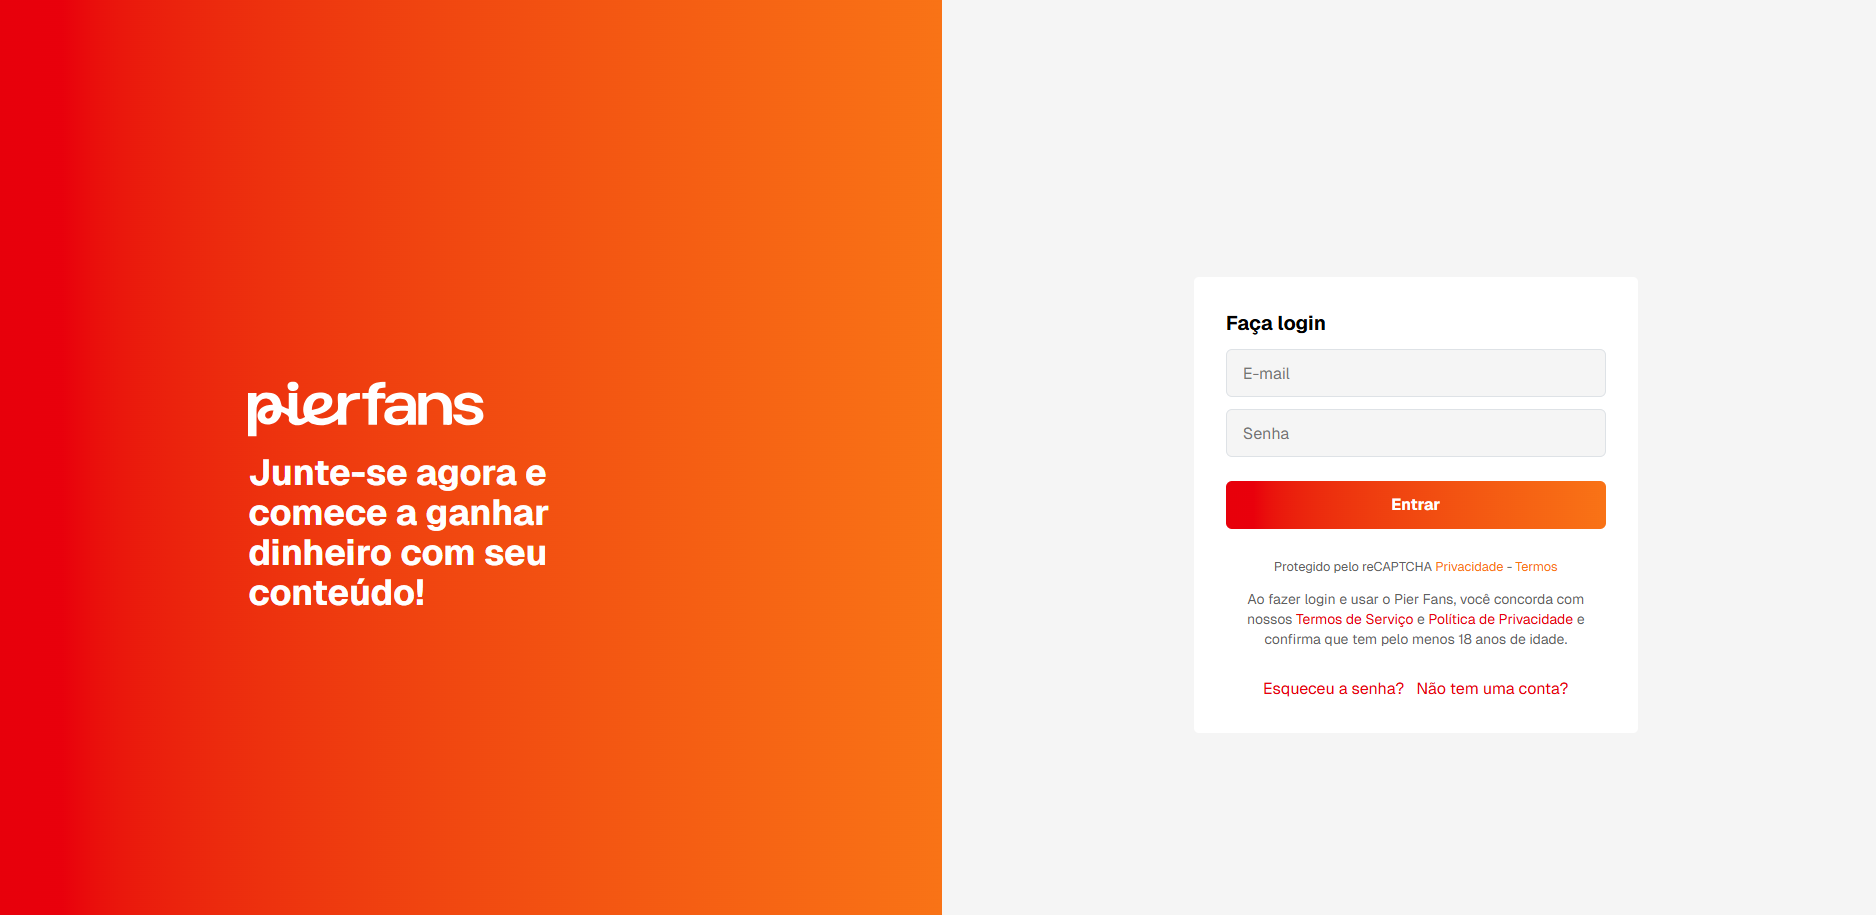 pierfans
Junte-se agora e
comece a ganhar
dinheiro com seu
conteúdo!
Faça login
E-mail
Senha
Entrar
Protegido pelo reCAPTCHA Privacidade - Termos
Ao fazer login e usar o Pier Fans, você concorda com
nossos Termos de Serviço e Política de Privacidade e
confirma que tem pelo menos 18 anos de idade.
Esqueceu a senha? Não tem uma conta?